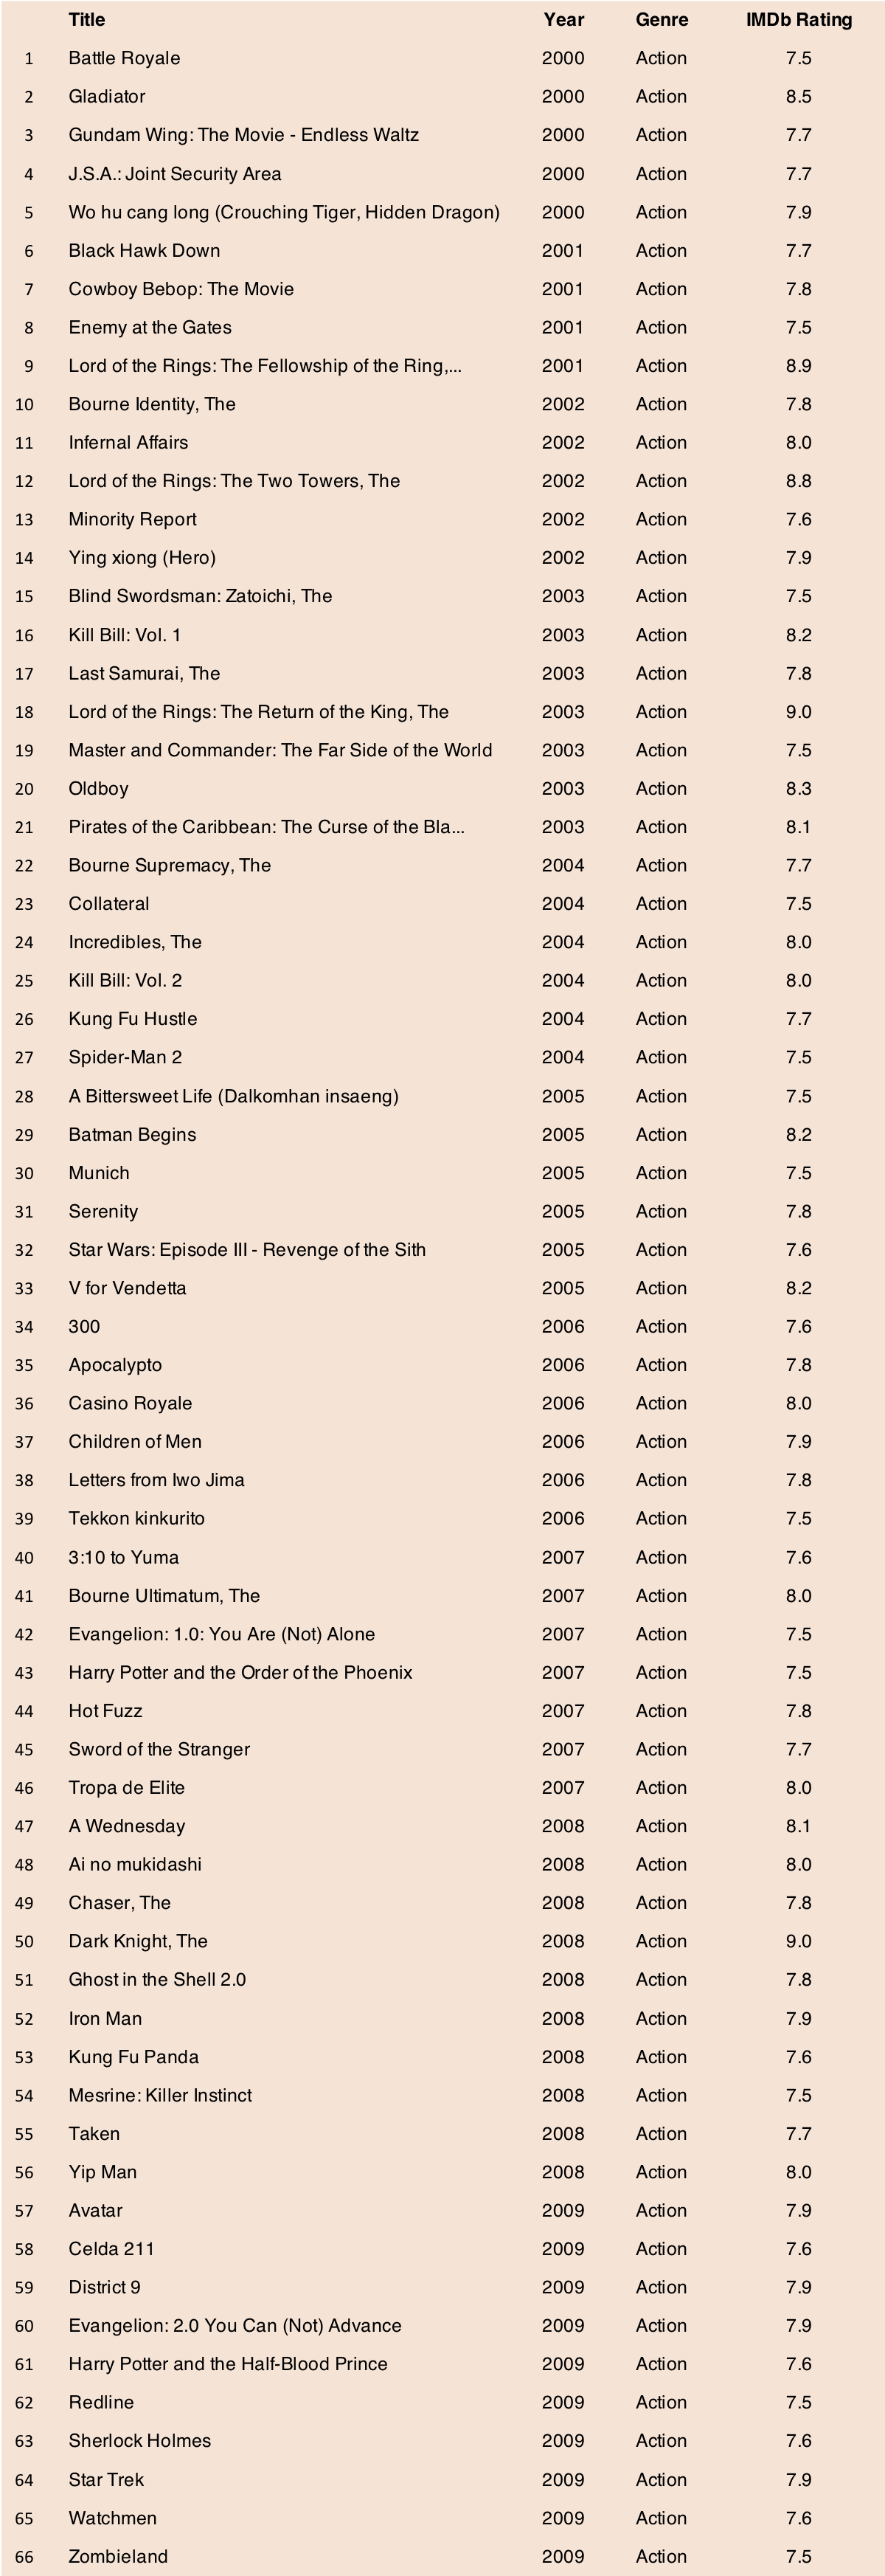 Title Year Genre IMDb Rating
1 Battle Royale 2000 Action 7.5
2 Gladiator 2000 Action 8.5
3 Gundam Wing: The Movie - Endless Waltz 2000 Action 7.7
4 J.S.A.: Joint Security Area 2000 Action 7.7
5 Wo hu cang long (Crouching Tiger, Hidden Dragon) 2000 Action 7.9
6 Black Hawk Down 2001 Action 7.7
7 Cowboy Bebop: The Movie 2001 Action 7.8
8 Enemy at the Gates 2001 Action 7.5
9 Lord of the Rings: The Fellowship of the Ring,... 2001 Action 8.9
10 Bourne Identity, The 2002 Action 7.8
11 Infernal Affairs 2002 Action 8.0
12 Lord of the Rings: The Two Towers, The 2002 Action 8.8
13 Minority Report 2002 Action 7.6
14 Ying xiong (Hero) 2002 Action 7.9
15 Blind Swordsman: Zatoichi, The 2003 Action 7.5
16 Kill Bill: Vol. 1 2003 Action 8.2
17 Last Samurai, The 2003 Action 7.8
18 Lord of the Rings: The Return of the King, The 2003 Action 9.0
19 Master and Commander: The Far Side of the World 2003 Action 7.5
20 Oldboy 2003 Action 8.3
21 Pirates of the Caribbean: The Curse of the Bla... 2003 Action 8.1
22 Bourne Supremacy, The 2004 Action 7.7
23 Collateral 2004 Action 7.5
24 Incredibles, The 2004 Action 8.0
25 Kill Bill: Vol. 2 2004 Action 8.0
26 Kung Fu Hustle 2004 Action 7.7
27 Spider-Man 2 2004 Action 7.5
28 A Bittersweet Life (Dalkomhan insaeng) 2005 Action 7.5
29 Batman Begins 2005 Action 8.2
30 Munich 2005 Action 7.5
31 Serenity 2005 Action 7.8
32 Star Wars: Episode III - Revenge of the Sith 2005 Action 7.6
33 V for Vendetta 2005 Action 8.2
34 300 2006 Action 7.6
35 Apocalypto 2006 Action 7.8
36 Casino Royale 2006 Action 8.0
37 Children of Men 2006 Action 7.9
38 Letters from Iwo Jima 2006 Action 7.8
39 Tekkon kinkurito 2006 Action 7.5
40 3:10 to Yuma 2007 Action 7.6
41 Bourne Ultimatum, The 2007 Action 8.0
42 Evangelion: 1.0: You Are (Not) Alone 2007 Action 7.5
43 Harry Potter and the Order of the Phoenix 2007 Action 7.5
44 Hot Fuzz 2007 Action 7.8
45 Sword of the Stranger 2007 Action 7.7
46 Tropa de Elite 2007 Action 8.0
47 A Wednesday 2008 Action 8.1
48 Ai no mukidashi 2008 Action 8.0
49 Chaser, The 2008 Action 7.8
50 Dark Knight, The 2008 Action 9.0
51 Ghost in the Shell 2.0 2008 Action 7.8
52 Iron Man 2008 Action 7.9
53 Kung Fu Panda 2008 Action 7.6
54 Mesrine: Killer Instinct 2008 Action 7.5
55 Taken 2008 Action 7.7
56 Yip Man 2008 Action 8.0
57 Avatar 2009 Action 7.9
58 Celda 211 2009 Action 7.6
59 District 9 2009 Action 7.9
60 Evangelion: 2.0 You Can (Not) Advance 2009 Action 7.9
61 Harry Potter and the Half-Blood Prince 2009 Action 7.6
62 Redline 2009 Action 7.5
63 Sherlock Holmes 2009 Action 7.6
64 Star Trek 2009 Action 7.9
65 Watchmen 2009 Action 7.6
66 Zombieland 2009 Action 7.5